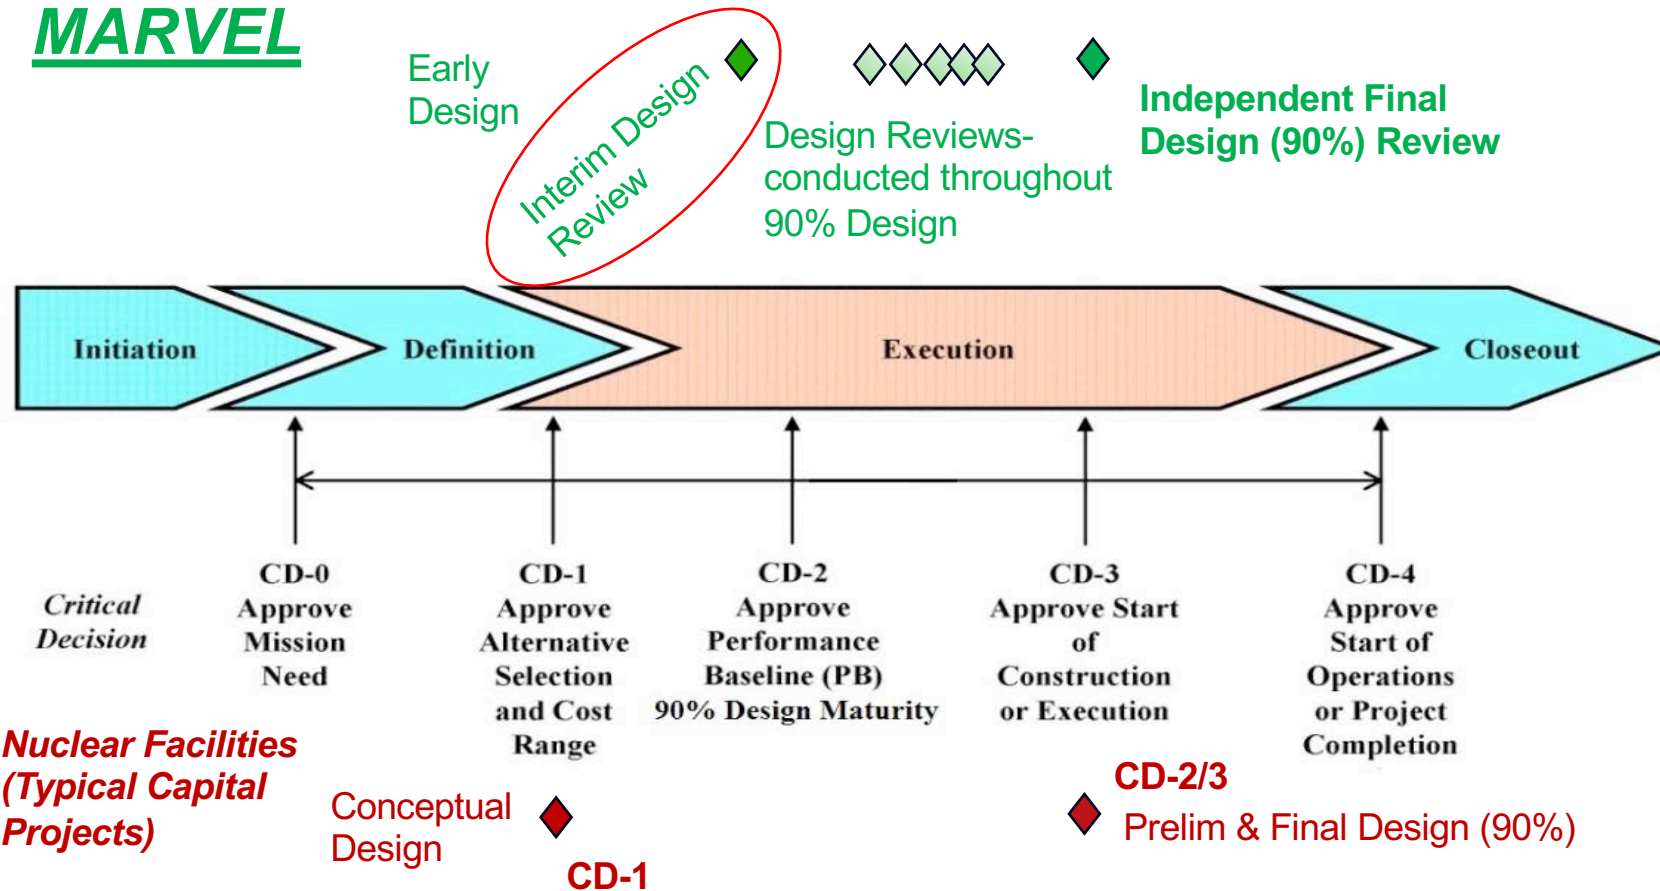 MARVEL
Early
Design
Interim Design
Review
Design Reviews-
conducted throughout
90% Design
Independent Final
Design (90%) Review
Initiation
Definition
Execution
Closeout
Critical
Decision
CD-0
Approve
Mission
Need
CD-1
Approve
Alternative
Selection
and Cost
Range
CD-2
Approve
Performance
Baseline (PB)
90% Design Maturity
CD-3
Approve Start
of
Construction
or Execution
CD-4
Approve
Start of
Operations
or Project
Completion
Nuclear Facilities
(Typical Capital
Projects)
Conceptual
Design
CD-1
CD-2/3
Prelim & Final Design (90%)